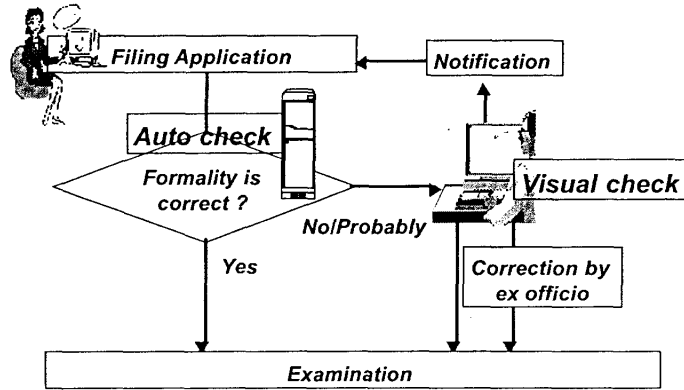 Filing Application
Notification
Auto check
Formality is
correct ?
Visual check
No/Probably
Yes
Correction by
ex officio
Examination